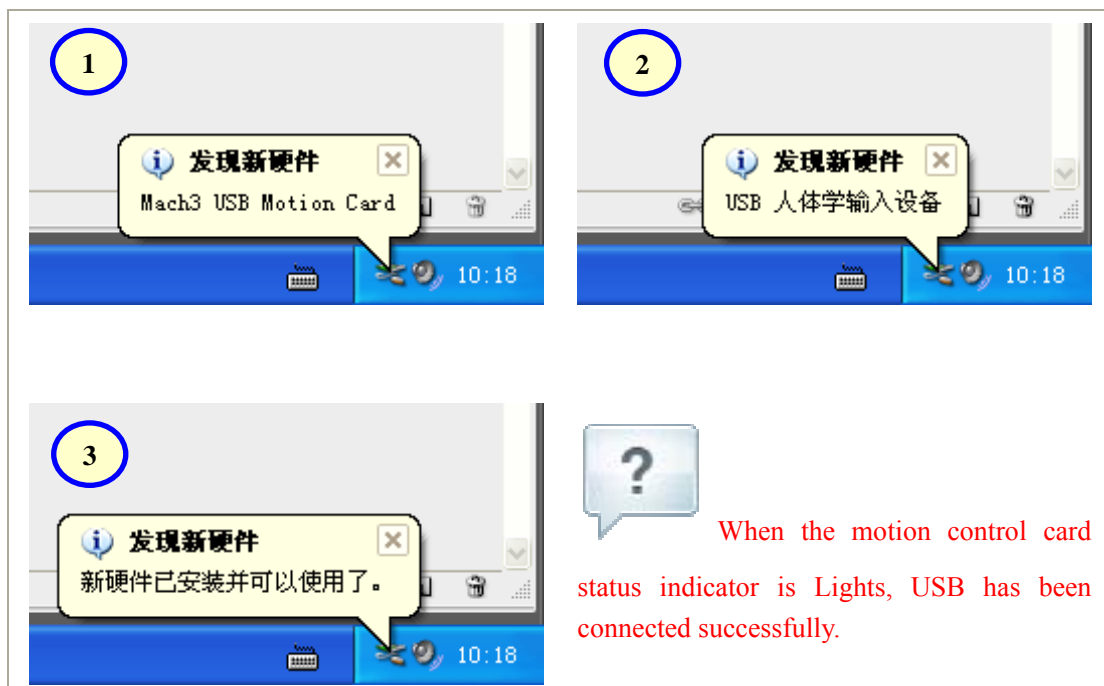 1
发现新硬件
Mach3 USB Motion Card
10:18
2
发现新硬件
USB 人体学输入设备
10:18
3
发现新硬件
新硬件已安装并可以使用了。
10:18
?
When the motion control card
status indicator is Lights, USB has been
connected successfully.